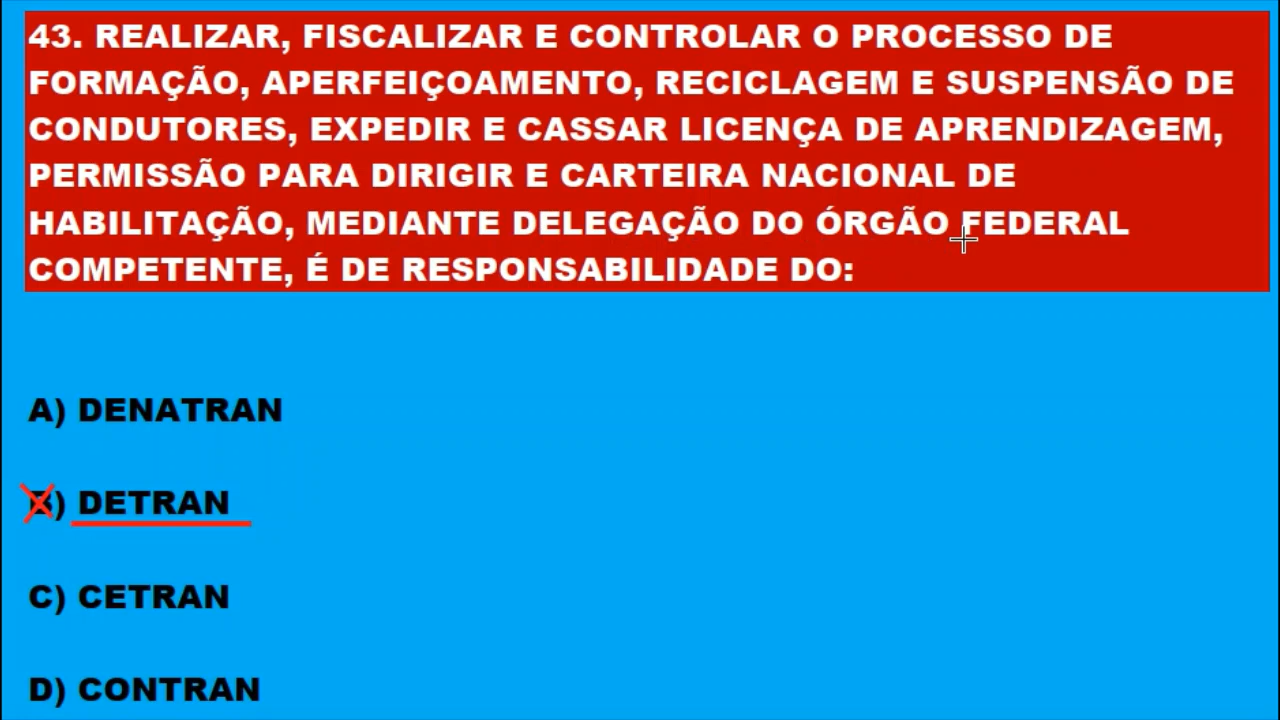 43. REALIZAR, FISCALIZAR E CONTROLAR O PROCESSO DE
FORMAÇÃO, APERFEIÇOAMENTO, RECICLAGEM E SUSPENSÃO DE
CONDUTORES, EXPEDIR E CASSAR LICENÇA DE APRENDIZAGEM,
PERMISSÃO PARA DIRIGIR E CARTEIRA NACIONAL DE
HABILITAÇÃO, MEDIANTE DELEGAÇÃO DO ÓRGÃO FEDERAL
COMPETENTE, É DE RESPONSABILIDADE DO:
A) DENATRAN
B) DETRAN
C) CETRAN
D) CONTRAN